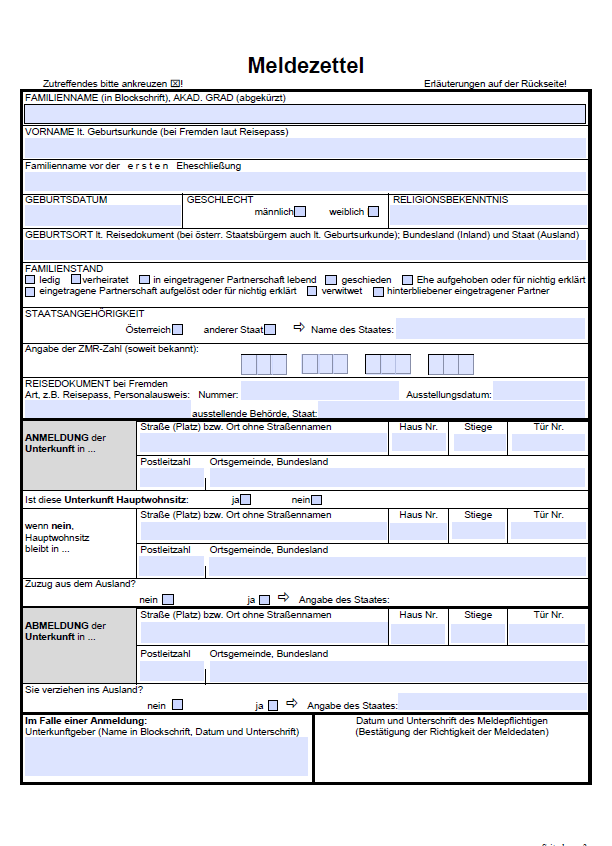 Meldezettel
Zutreffendes bitte ankreuzen ☒! Erläuterungen auf der Rückseite!
FAMILIENNAME (in Blockschrift), AKAD. GRAD (abgekürzt)
VORNAME lt. Geburtsurkunde (bei Fremden laut Reisepass)
Familienname vor der e r s t e n Eheschließung
GEBURTSDATUM GESCHLECHT RELIGIONSBEKENNTNIS
männlich☐ weiblich ☐
GEBURTSORT lt. Reisedokument (bei österr. Staatsbürgern auch lt. Geburtsurkunde); Bundesland (Inland) und Staat (Ausland)
FAMILIENSTAND
☐ ledig ☐verheiratet ☐ in eingetragener Partnerschaft lebend ☐ geschieden ☐ Ehe aufgehoben oder für nichtig erklärt
☐ eingetragene Partnerschaft aufgelöst oder für nichtig erklärt ☐ verwitwet ☐ hinterbliebener eingetragener Partner
STAATSANGEHÖRIGKEIT
Österreich☐ anderer Staat☐ ⇨ Name des Staates:
Angabe der ZMR-Zahl (soweit bekannt):
REISEDOKUMENT bei Fremden
Art, z.B. Reisepass, Personalausweis: Nummer: Ausstellungsdatum:
ausstellende Behörde, Staat:
ANMELDUNG der
Unterkunft in ...
Straße (Platz) bzw. Ort ohne Straßennamen Haus Nr. Stiege Tür Nr.
Postleitzahl Ortsgemeinde, Bundesland
Ist diese Unterkunft Hauptwohnsitz: ja☐ nein☐
wenn nein,
Hauptwohnsitz
bleibt in ...
Straße (Platz) bzw. Ort ohne Straßennamen Haus Nr. Stiege Tür Nr.
Postleitzahl Ortsgemeinde, Bundesland
Zuzug aus dem Ausland?
nein ☐ ja ☐ ⇨ Angabe des Staates:
ABMELDUNG der
Unterkunft in ...
Straße (Platz) bzw. Ort ohne Straßennamen Haus Nr. Stiege Tür Nr.
Postleitzahl Ortsgemeinde, Bundesland
Sie verziehen ins Ausland?
nein ☐ ja ☐ ⇨ Angabe des Staates:
Im Falle einer Anmeldung:
Unterkunftgeber (Name in Blockschrift, Datum und Unterschrift)
Datum und Unterschrift des Meldepflichtigen
(Bestätigung der Richtigkeit der Meldedaten)